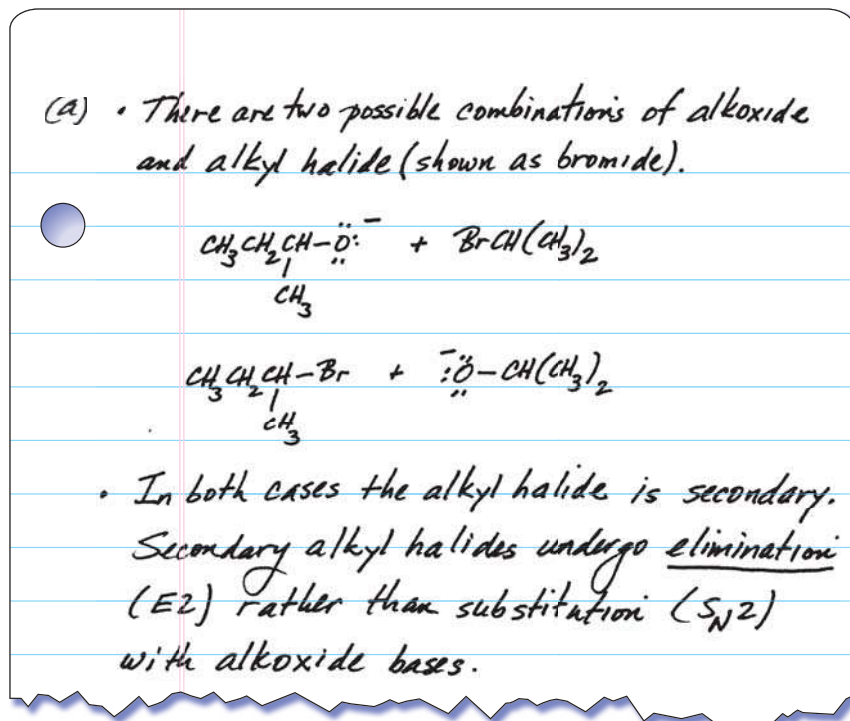 (a) • There are two possible combinations of alkoxide
and alkyl halide (shown as bromide).
CH₃CH₂CH–Ö:⁻ + BrCH(CH₃)₂
CH₃
CH₃CH₂CH–Br + ⁻:Ö–CH(CH₃)₂
CH₃
• In both cases the alkyl halide is secondary.
Secondary alkyl halides undergo elimination
(E2) rather than substitution (S_N2)
with alkoxide bases.